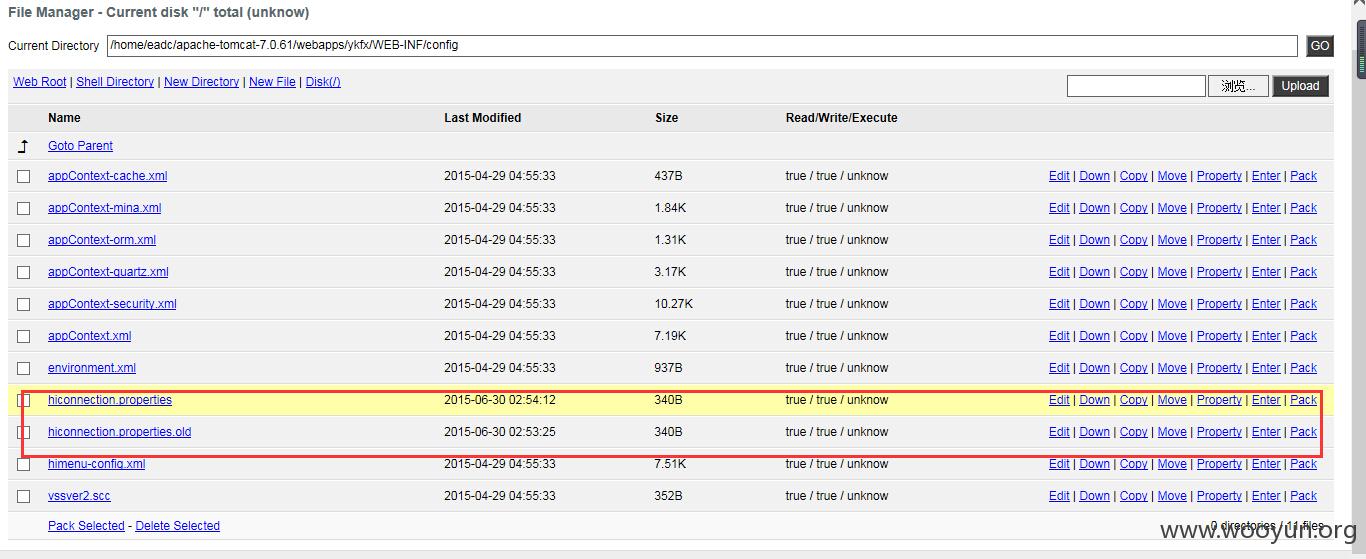 File Manager - Current disk "/" total (unknow)
Current Directory /home/eadc/apache-tomcat-7.0.61/webapps/ykfx/WEB-INF/config GO
Web Root | Shell Directory | New Directory | New File | Disk(/) 浏览... Upload
Name Last Modified Size Read/Write/Execute
Goto Parent
appContext-cache.xml 2015-04-29 04:55:33 437B true / true / unknow Edit | Down | Copy | Move | Property | Enter | Pack
appContext-mina.xml 2015-04-29 04:55:33 1.84K true / true / unknow Edit | Down | Copy | Move | Property | Enter | Pack
appContext-orm.xml 2015-04-29 04:55:33 1.31K true / true / unknow Edit | Down | Copy | Move | Property | Enter | Pack
appContext-quartz.xml 2015-04-29 04:55:33 3.17K true / true / unknow Edit | Down | Copy | Move | Property | Enter | Pack
appContext-security.xml 2015-04-29 04:55:33 10.27K true / true / unknow Edit | Down | Copy | Move | Property | Enter | Pack
appContext.xml 2015-04-29 04:55:33 7.19K true / true / unknow Edit | Down | Copy | Move | Property | Enter | Pack
environment.xml 2015-04-29 04:55:33 937B true / true / unknow Edit | Down | Copy | Move | Property | Enter | Pack
hiconnection.properties 2015-06-30 02:54:12 340B true / true / unknow Edit | Down | Copy | Move | Property | Enter | Pack
hiconnection.properties.old 2015-06-30 02:53:25 340B true / true / unknow Edit | Down | Copy | Move | Property | Enter | Pack
himenu-config.xml 2015-04-29 04:55:33 7.51K true / true / unknow Edit | Down | Copy | Move | Property | Enter | Pack
vssver2.scc 2015-04-29 04:55:33 352B true / true / unknow Edit | Down | Copy | Move | Property | Enter | Pack
Pack Selected - Delete Selected 0 directories / 11 files
www.wooyun.org